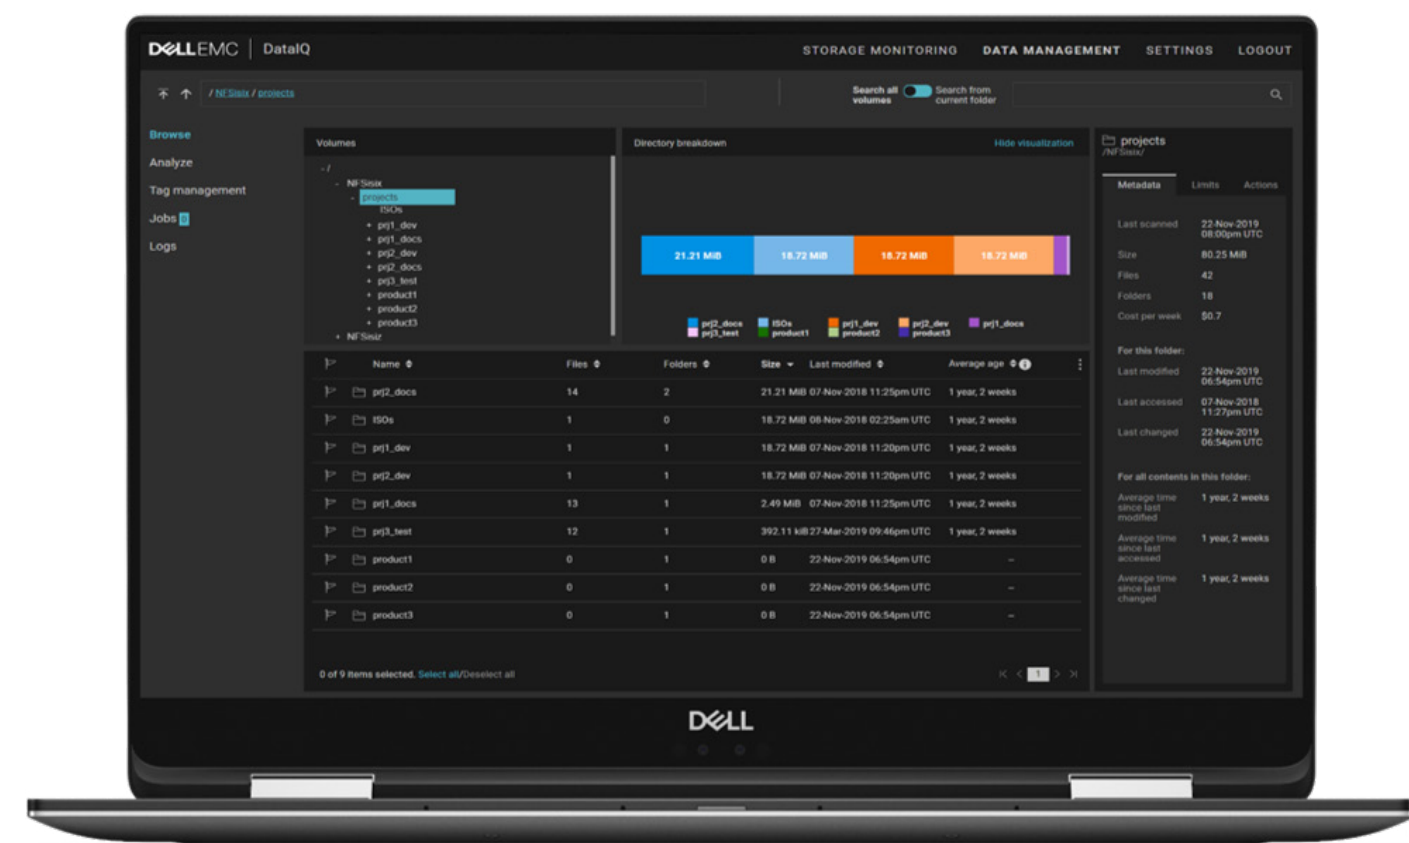 DELLEMC | DataIQ
STORAGE MONITORING DATA MANAGEMENT SETTINGS LOGOUT
/ NFSisix / projects
Search all volumes
Search from current folder
Browse
Analyze
Tag management
Jobs 0
Logs
Volumes
- /
- NFSisix
- projects
ISOs
+ prj1_dev
+ prj1_docs
+ prj2_dev
+ prj2_docs
+ prj3_test
+ product1
+ product2
+ product3
+ NFSisiz
Directory breakdown Hide visualization
21.21 MiB 18.72 MiB 18.72 MiB 18.72 MiB
prj2_docs ISOs prj1_dev prj2_dev prj1_docs
prj3_test product1 product2 product3
Name Files Folders Size Last modified Average age
prj2_docs 14 2 21.21 MiB 07-Nov-2018 11:25pm UTC 1 year, 2 weeks
ISOs 1 0 18.72 MiB 08-Nov-2018 02:25am UTC 1 year, 2 weeks
prj1_dev 1 1 18.72 MiB 07-Nov-2018 11:20pm UTC 1 year, 2 weeks
prj2_dev 1 1 18.72 MiB 07-Nov-2018 11:20pm UTC 1 year, 2 weeks
prj1_docs 13 1 2.49 MiB 07-Nov-2018 11:25pm UTC 1 year, 2 weeks
prj3_test 12 1 392.11 kiB 27-Mar-2019 09:46pm UTC 1 year, 2 weeks
product1 0 1 0 B 22-Nov-2019 06:54pm UTC –
product2 0 1 0 B 22-Nov-2019 06:54pm UTC –
product3 0 1 0 B 22-Nov-2019 06:54pm UTC –
0 of 9 items selected. Select all/Deselect all
1
projects
/NFSisix/
Metadata Limits Actions
Last scanned 22-Nov-2019
08:00pm UTC
Size 80.25 MiB
Files 42
Folders 18
Cost per week $0.7
For this folder:
Last modified 22-Nov-2019
06:54pm UTC
Last accessed 07-Nov-2018
11:27pm UTC
Last changed 22-Nov-2019
06:54pm UTC
For all contents in this folder:
Average time 1 year, 2 weeks
since last
modified
Average time 1 year, 2 weeks
since last
accessed
Average time 1 year, 2 weeks
since last
changed
DELL